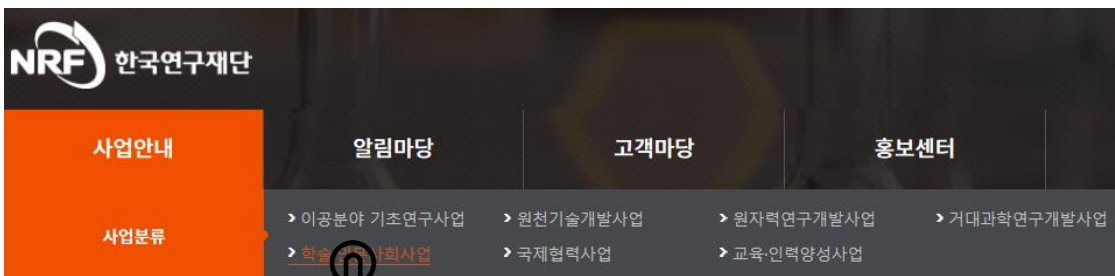 NRF 한국연구재단
사업안내 알림마당 고객마당 홍보센터
사업분류
> 이공분야 기초연구사업 > 원천기술개발사업 > 원자력연구개발사업 > 거대과학연구개발사업
> 학술 사회사업 > 국제협력사업 > 교육·인력양성사업